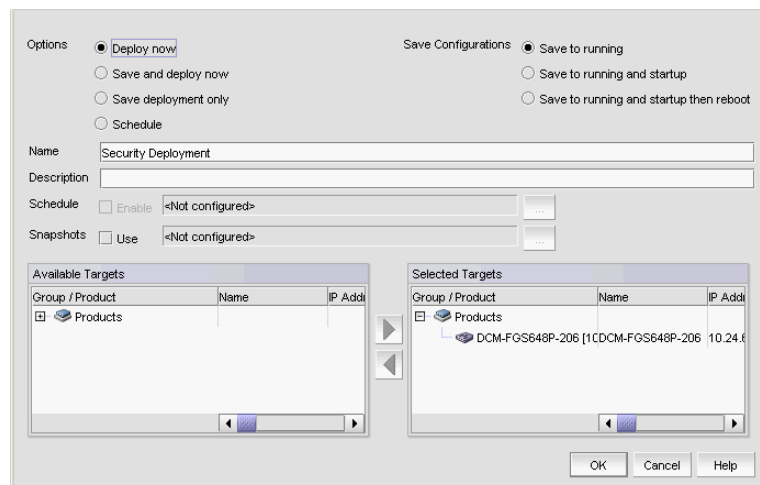 Options Deploy now Save Configurations Save to running
Save and deploy now Save to running and startup
Save deployment only Save to running and startup then reboot
Schedule
Name Security Deployment
Description
Schedule Enable <Not configured> ...
Snapshots Use <Not configured> ...
Available Targets Selected Targets
Group / Product Name IP Addr Group / Product Name IP Addr
Products Products
DCM-FGS648P-206 [10 DCM-FGS648P-206 10.24.6
OK Cancel Help